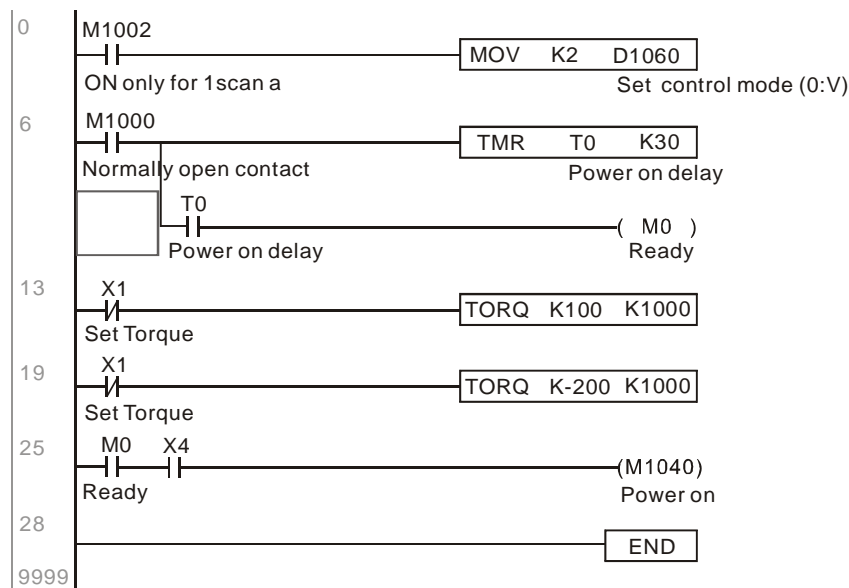 0
M1002
MOV K2 D1060
ON only for 1scan a
Set control mode (0:V)
6
M1000
TMR T0 K30
Normally open contact
Power on delay
T0
( M0 )
Power on delay
Ready
13
X1
TORQ K100 K1000
Set Torque
19
X1
TORQ K-200 K1000
Set Torque
25
M0 X4
(M1040)
Ready
Power on
28
END
9999